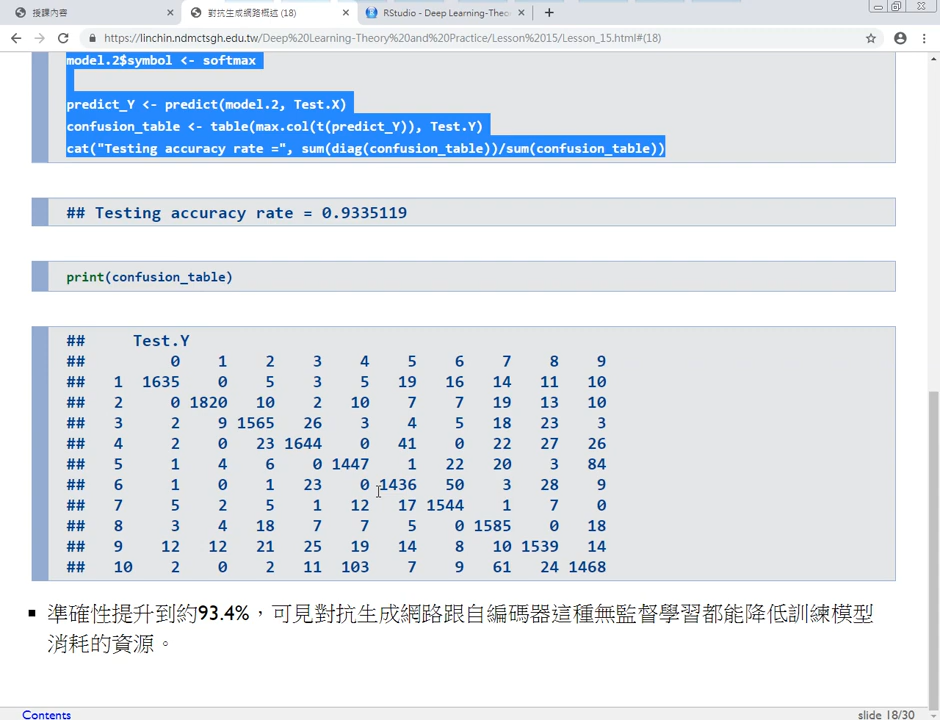 授課內容
對抗生成網路概述 (18)
RStudio - Deep Learning-Theo
https://linchin.ndmctsgh.edu.tw/Deep%20Learning-Theory%20and%20Practice/Lesson%2015/Lesson_15.html#(18)
model.2$symbol <- softmax
predict_Y <- predict(model.2, Test.X)
confusion_table <- table(max.col(t(predict_Y)), Test.Y)
cat("Testing accuracy rate =", sum(diag(confusion_table))/sum(confusion_table))
## Testing accuracy rate = 0.9335119
print(confusion_table)
## Test.Y
## 0 1 2 3 4 5 6 7 8 9
## 1 1635 0 5 3 5 19 16 14 11 10
## 2 0 1820 10 2 10 7 7 19 13 10
## 3 2 9 1565 26 3 4 5 18 23 3
## 4 2 0 23 1644 0 41 0 22 27 26
## 5 1 4 6 0 1447 1 22 20 3 84
## 6 1 0 1 23 0 1436 50 3 28 9
## 7 5 2 5 1 12 17 1544 1 7 0
## 8 3 4 18 7 7 5 0 1585 0 18
## 9 12 12 21 25 19 14 8 10 1539 14
## 10 2 0 2 11 103 7 9 61 24 1468
▪ 準確性提升到約93.4%，可見對抗生成網路跟自編碼器這種無監督學習都能降低訓練模型
消耗的資源。
Contents
slide 18/30